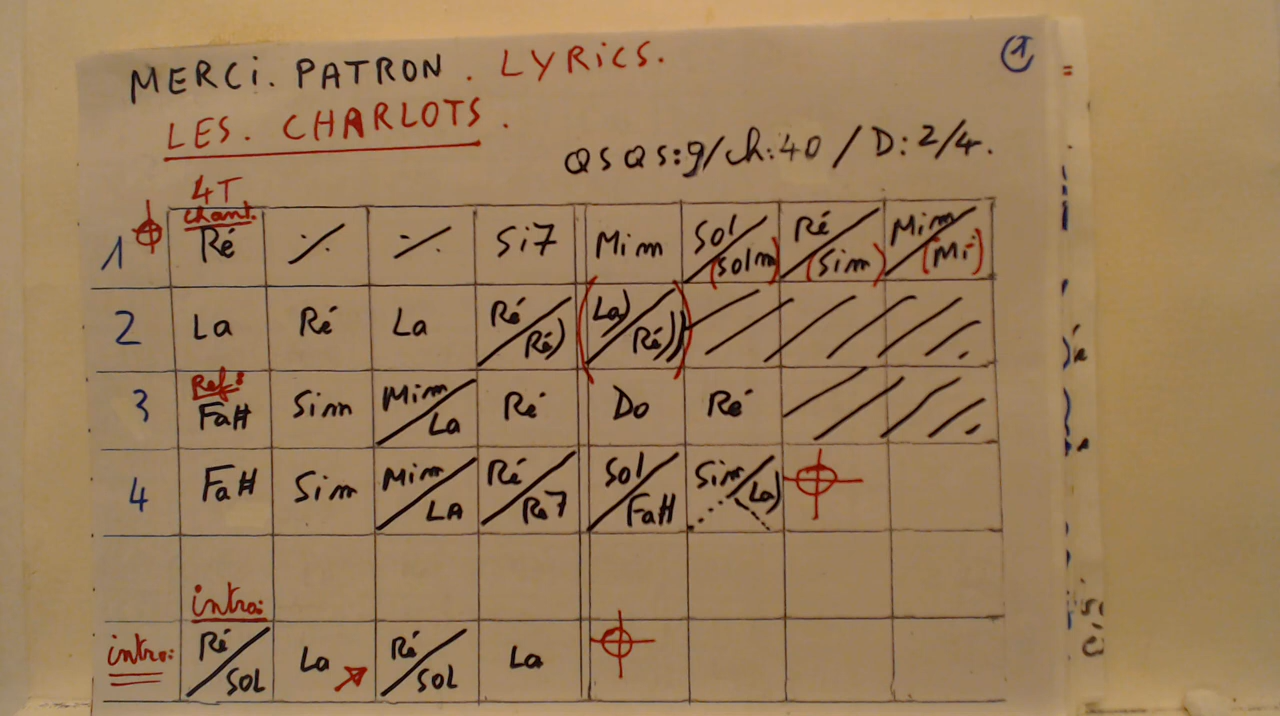 MERCi. PATRON. LYRiCS.
1
LES. CHARLOTS.
QSQS:9/ch:40/D:2/4.
4T
chant.
1 Ré ٪ ٪ Si7 Mim Sol/(Solm) Ré/(Sim) Mim/(Mi)
2 La Ré La Ré/Ré) (La)/Ré))
Ref:
3 Fa# Sim Mim/La Ré Do Ré
4 Fa# Sim Mim/LA Ré/Re7 Sol/Fa# Sim/La)
intro:
intro: Ré/SOL La Ré/SOL La